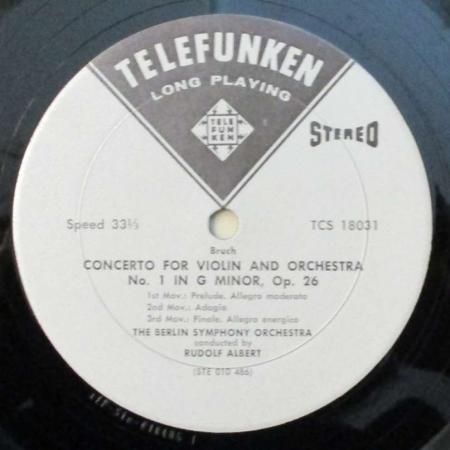 TELEFUNKEN
LONG PLAYING
TELE
FUN
KEN
STEREO
Speed 33⅓
TCS 18031
Bruch
CONCERTO FOR VIOLIN AND ORCHESTRA
No. 1 IN G MINOR, Op. 26
1st Mov.: Prelude. Allegro moderato
2nd Mov.: Adagio
3rd Mov.: Finale. Allegro energico
THE BERLIN SYMPHONY ORCHESTRA
conducted by
RUDOLF ALBERT
(STE 010 486)